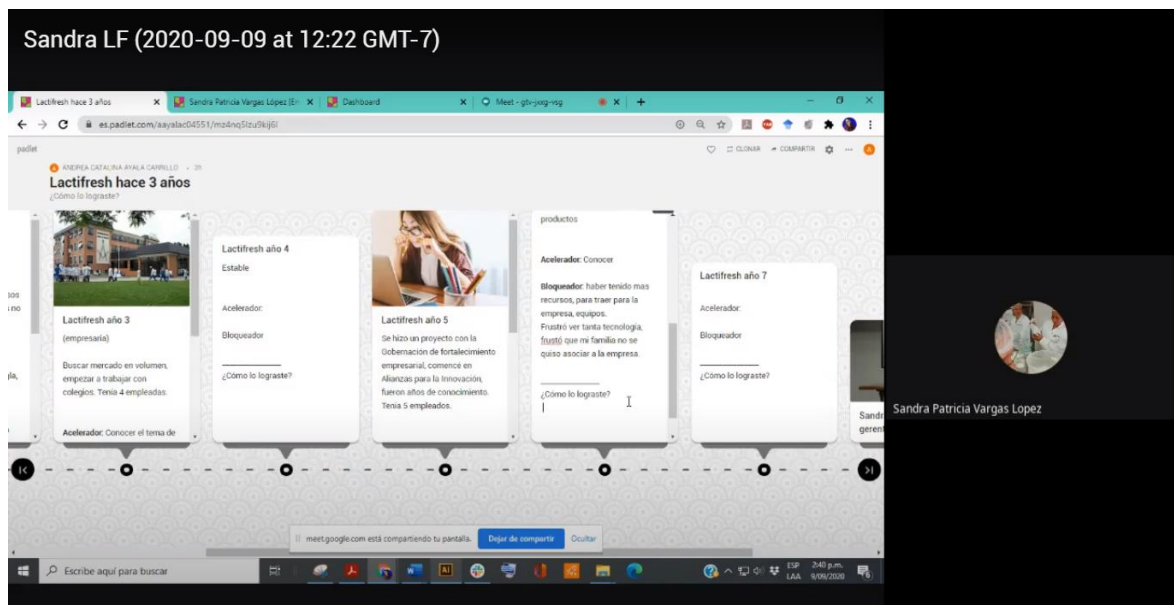 Sandra LF (2020-09-09 at 12:22 GMT-7)
Lactifresh hace 3 años
Sandra Patricia Vargas López (En
Dashboard
Meet - gtv-jxxg-vsg
es.padlet.com/aayalac04551/mz4nq5lzu9kij6l
padlet
CLONAR
COMPARTIR
ANDREA CATALINA AYALA CARRILLO
Lactifresh hace 3 años
¿Cómo lo lograste?
Lactifresh año 3
(empresaria)
Buscar mercado en volumen,
empezar a trabajar con
colegios. Tenia 4 empleadas.
Acelerador: Conocer el tema de
Lactifresh año 4
Estable
Acelerador:
Bloqueador
¿Cómo lo lograste?
Lactifresh año 5
Se hizo un proyecto con la
Gobernación de fortalecimiento
empresarial, comencé en
Alianzas para la Innovación,
fueron años de conocimiento.
Tenia 5 empleados.
productos
Acelerador: Conocer
Bloqueador: haber tenido mas
recursos, para traer para la
empresa, equipos.
Frustró ver tanta tecnología,
frustó que mi familio no se
quiso asociar a la empresa.
¿Cómo lo lograste?
Lactifresh año 7
Acelerador:
Bloqueador:
¿Cómo lo lograste?
Sandr
gerent
Sandra Patricia Vargas Lopez
meet.google.com está compartiendo tu pantalla.
Dejar de compartir
Ocultar
Escribe aquí para buscar
ESP
LAA
2:40 p.m.
9/09/2020